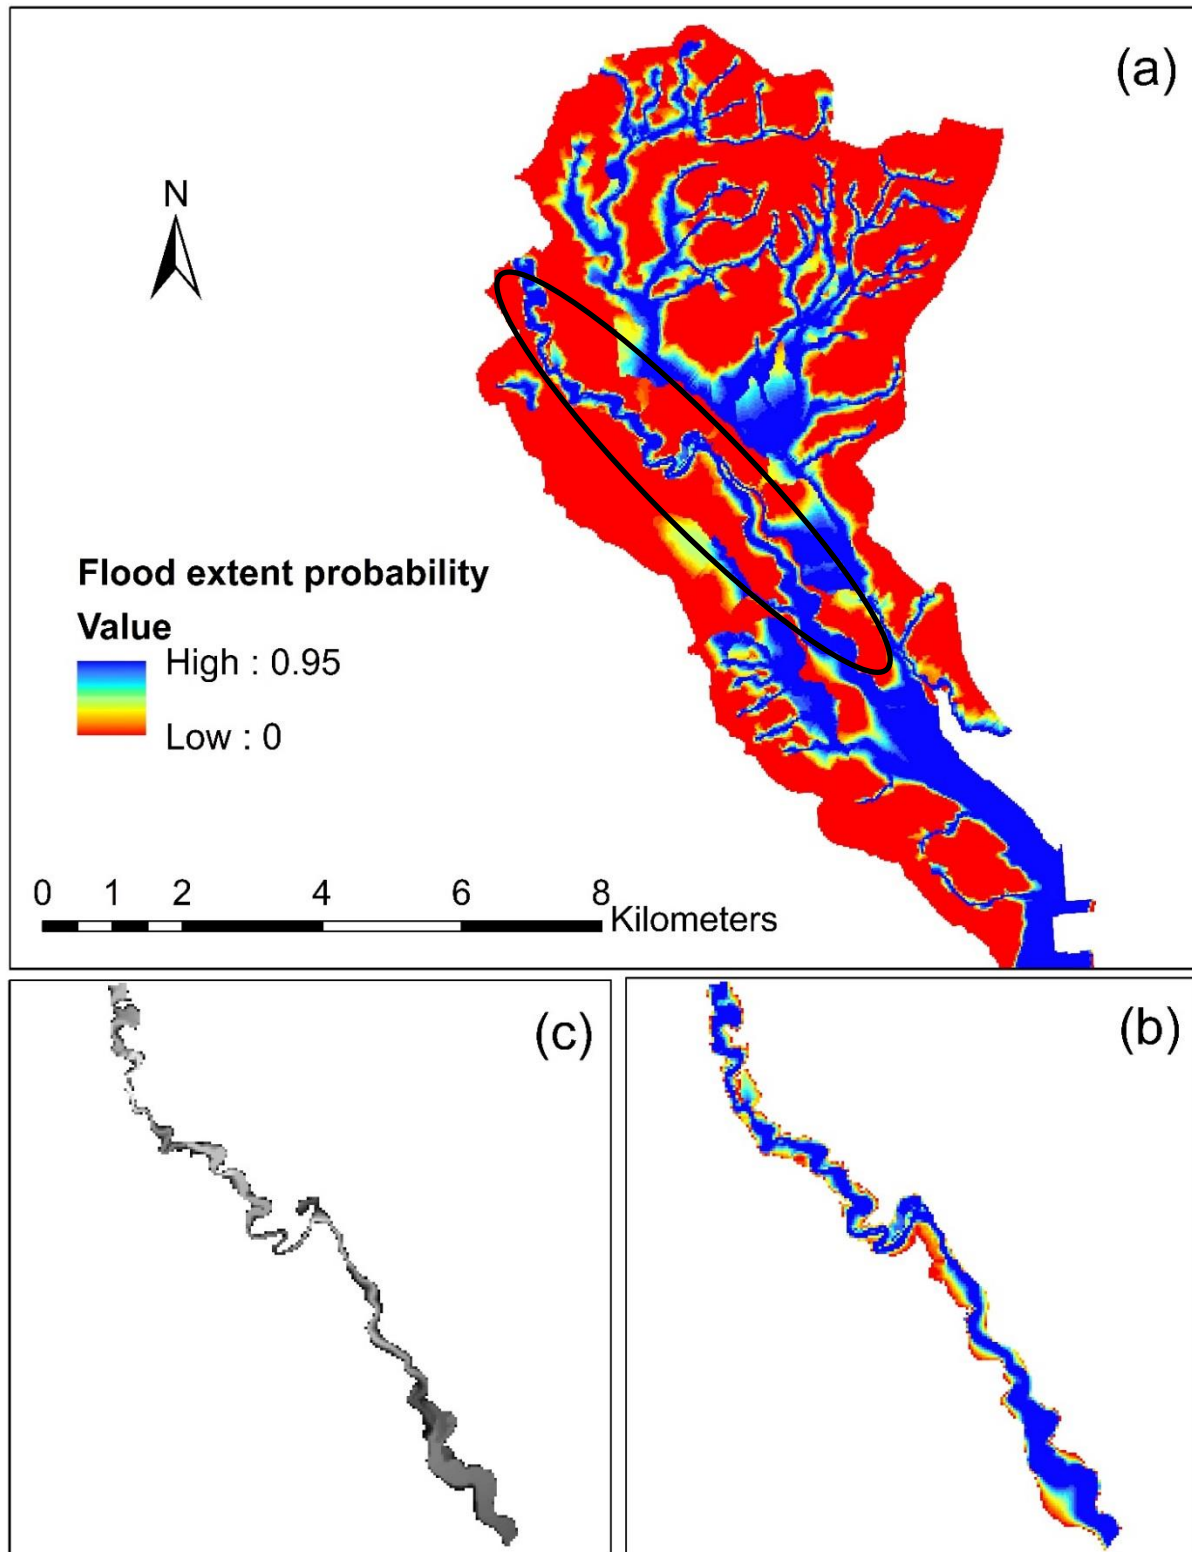 (a)
N
Flood extent probability
Value
High : 0.95
Low : 0
0 1 2 4 6 8
Kilometers
(c)
(b)